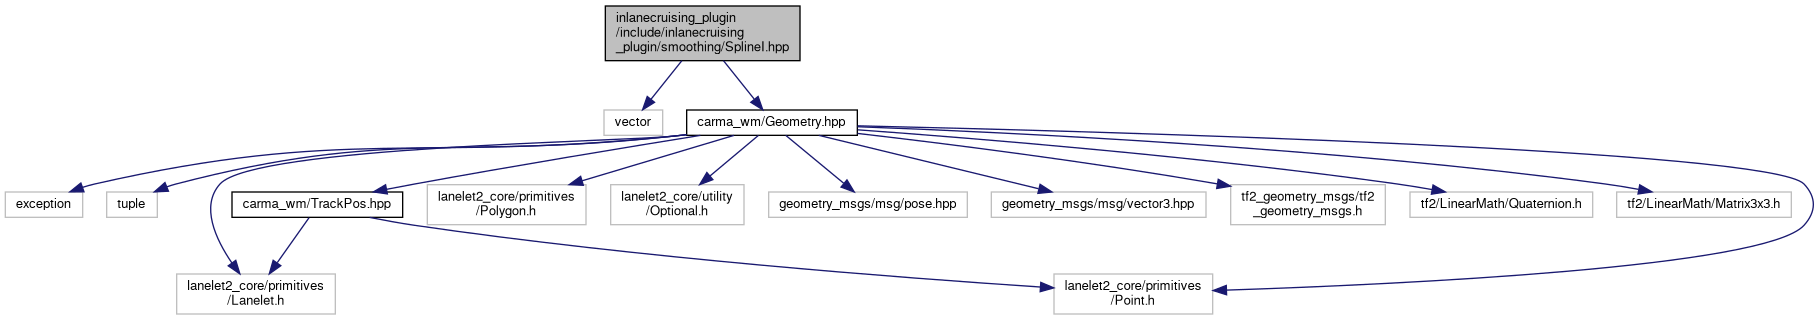 inlanecruising_plugin
/include/inlanecruising
_plugin/smoothing/SplineI.hpp
vector
carma_wm/Geometry.hpp
exception
tuple
carma_wm/TrackPos.hpp
lanelet2_core/primitives
/Polygon.h
lanelet2_core/utility
/Optional.h
geometry_msgs/msg/pose.hpp
geometry_msgs/msg/vector3.hpp
tf2_geometry_msgs/tf2
_geometry_msgs.h
tf2/LinearMath/Quaternion.h
tf2/LinearMath/Matrix3x3.h
lanelet2_core/primitives
/Lanelet.h
lanelet2_core/primitives
/Point.h